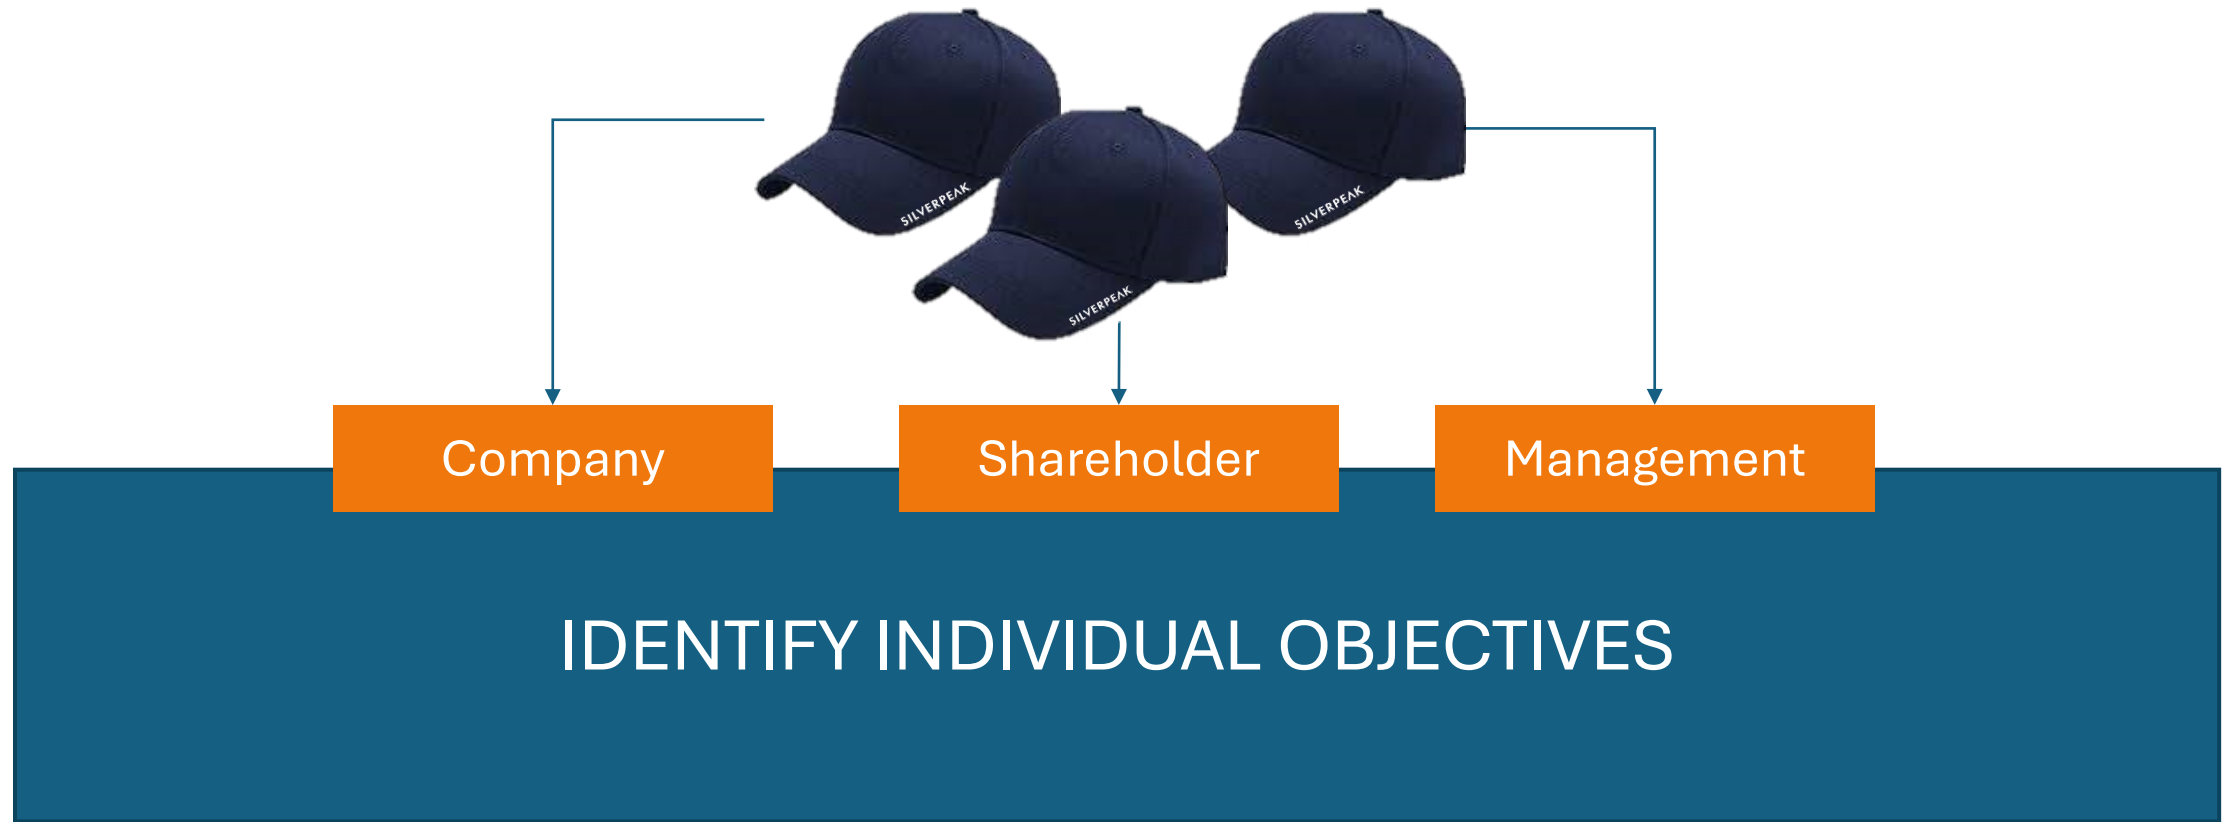 SILVERPEAK
SILVERPEAK
SILVERPEAK
Company
Shareholder
Management
IDENTIFY INDIVIDUAL OBJECTIVES